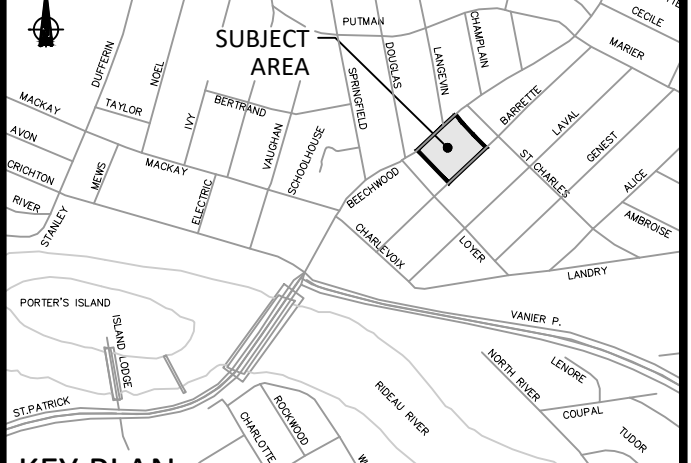 PUTMAN
CHAMPLAIN
CECILE
MARIER
SUBJECT
AREA
DUFFERIN
NOEL
DOUGLAS
LANGEVIN
SPRINGFIELD
MACKAY
TAYLOR
IVY
BERTRAND
BARRETTE
LAVAL
GENEST
AVON
VAUGHAN
SCHOOLHOUSE
ST. CHARLES
CRICHTON
MEWS
MACKAY
ELECTRIC
BEECHWOOD
ALICE
RIVER
STANLEY
AMBROISE
CHARLEVOIX
LOYER
LANDRY
PORTER'S ISLAND
ISLAND LODGE
VANIER P.
NORTH RIVER
LENORE
ST.PATRICK
RIDEAU RIVER
COUPAL
TUDOR
ROCKWOOD
CHARLOTTE
KEY PLAN